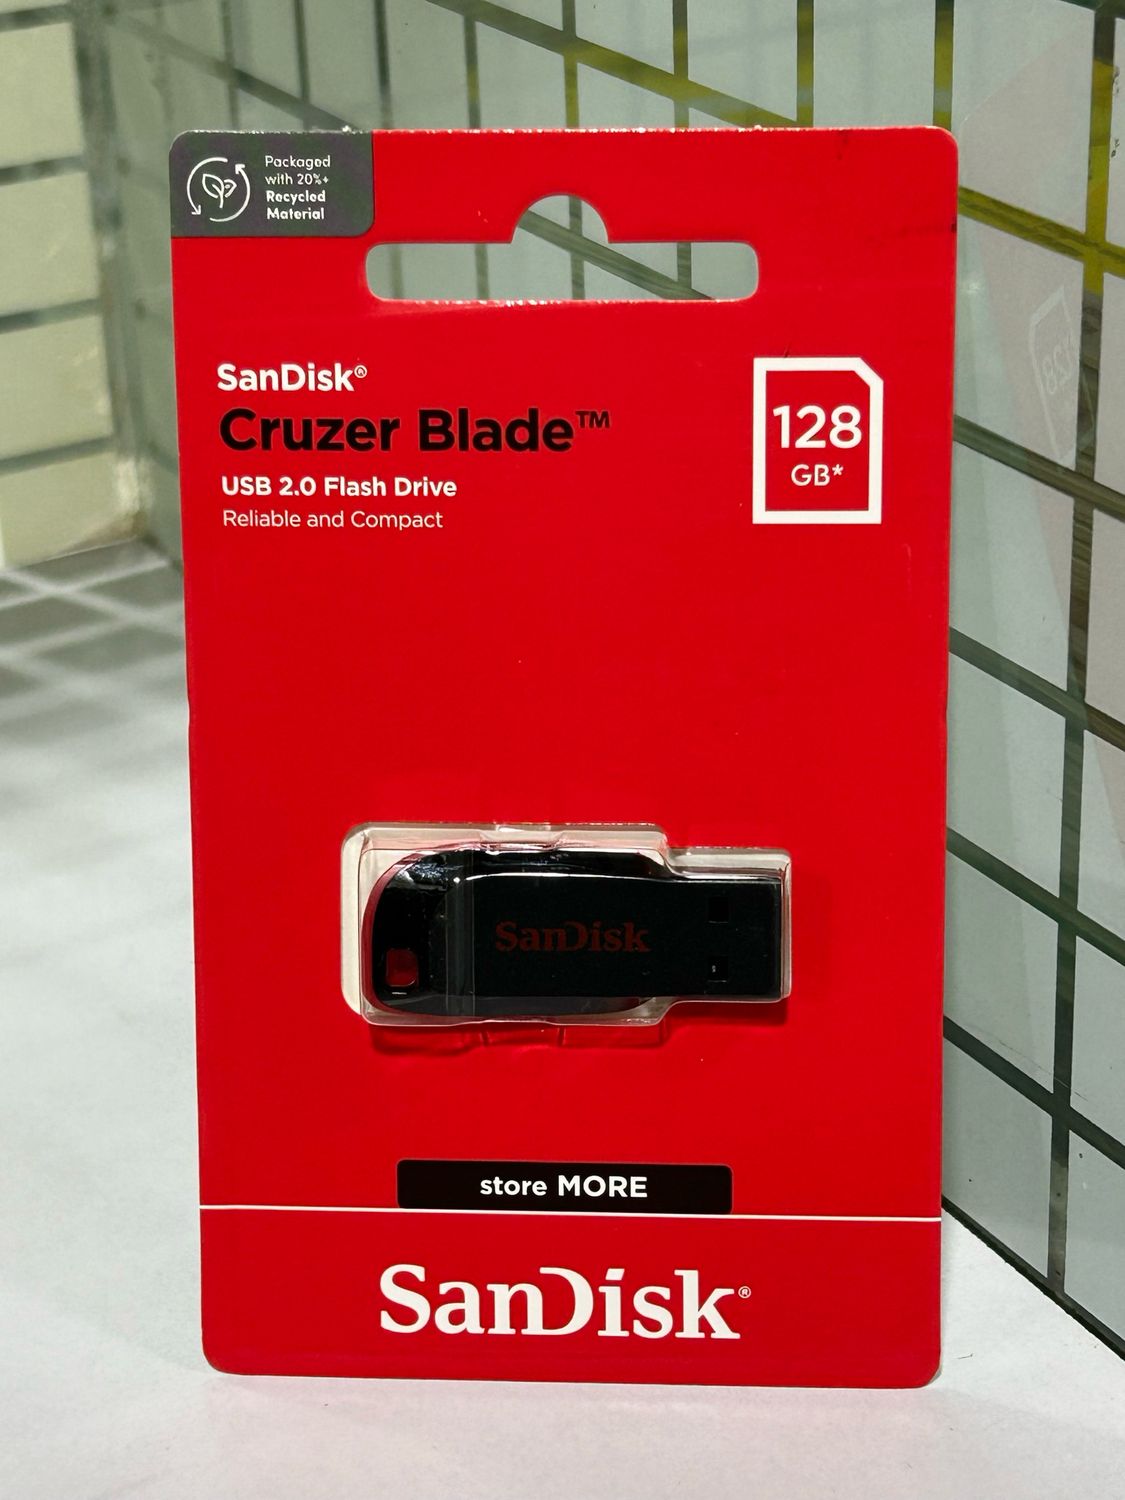 Packaged
with 20%+
Recycled
Material
SanDisk®
Cruzer Blade™
USB 2.0 Flash Drive
Reliable and Compact
128
GB*
SanDisk
store MORE
SanDisk®